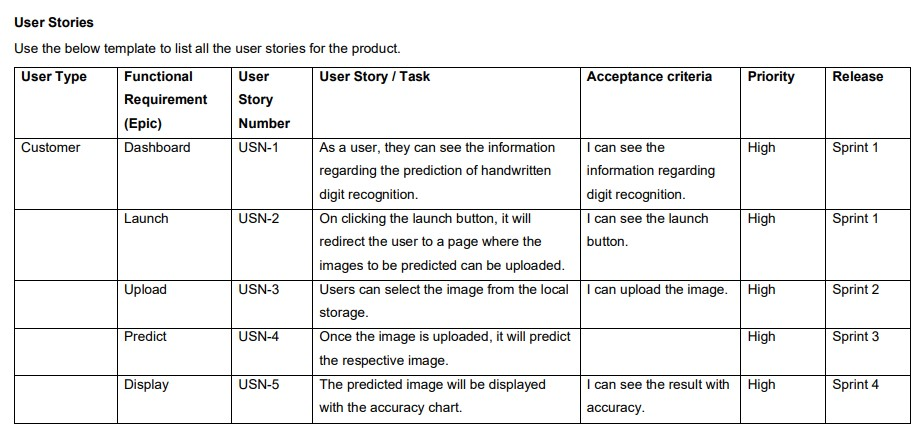 User Stories
Use the below template to list all the user stories for the product.
User Type
Functional
Requirement
(Epic)
User
Story
Number
User Story / Task
Acceptance criteria
Priority
Release
Customer
Dashboard
USN-1
As a user, they can see the information
regarding the prediction of handwritten
digit recognition.
I can see the
information regarding
digit recognition.
High
Sprint 1
Launch
USN-2
On clicking the launch button, it will
redirect the user to a page where the
images to be predicted can be uploaded.
I can see the launch
button.
High
Sprint 1
Upload
USN-3
Users can select the image from the local
storage.
I can upload the image.
High
Sprint 2
Predict
USN-4
Once the image is uploaded, it will predict
the respective image.
High
Sprint 3
Display
USN-5
The predicted image will be displayed
with the accuracy chart.
I can see the result with
accuracy.
High
Sprint 4